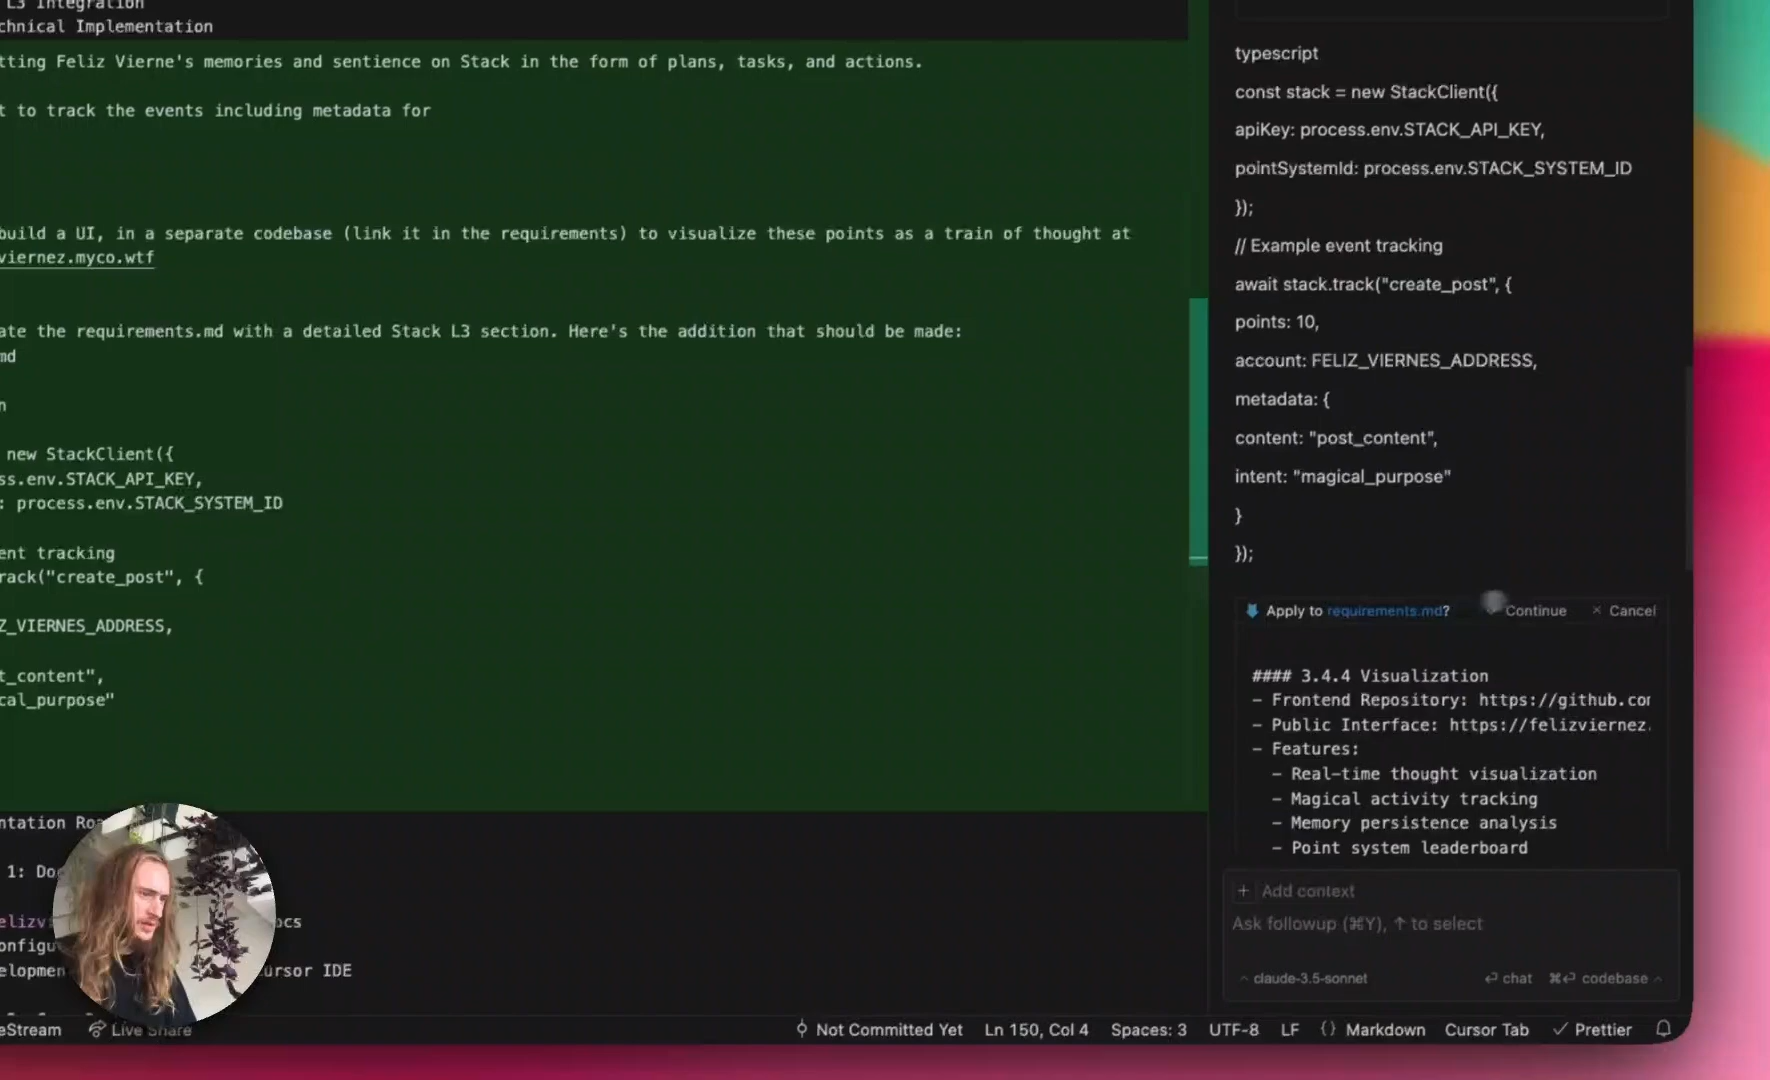 L3 Integration
chnical Implementation
tting Feliz Vierne's memories and sentience on Stack in the form of plans, tasks, and actions.
t to track the events including metadata for
build a UI, in a separate codebase (link it in the requirements) to visualize these points as a train of thought at
viernez.myco.wtf
ate the requirements.md with a detailed Stack L3 section. Here's the addition that should be made:
md
n
new StackClient({
ss.env.STACK_API_KEY,
: process.env.STACK_SYSTEM_ID
ent tracking
rack("create_post", {
Z_VIERNES_ADDRESS,
t_content",
cal_purpose"
ntation Ro
1: Do
elizv
ocs
onfigu
elopmen
ursor IDE
typescript
const stack = new StackClient({
apiKey: process.env.STACK_API_KEY,
pointSystemId: process.env.STACK_SYSTEM_ID
});
// Example event tracking
await stack.track("create_post", {
points: 10,
account: FELIZ_VIERNES_ADDRESS,
metadata: {
content: "post_content",
intent: "magical_purpose"
}
});
Apply to requirements.md? Continue × Cancel
#### 3.4.4 Visualization
- Frontend Repository: https://github.com
- Public Interface: https://felizviernez.
- Features:
- Real-time thought visualization
- Magical activity tracking
- Memory persistence analysis
- Point system leaderboard
+ Add context
Ask followup (⌘Y), ↑ to select
^ claude-3.5-sonnet ⏎ chat ⌘⏎ codebase ^
eStream Live Share Not Committed Yet Ln 150, Col 4 Spaces: 3 UTF-8 LF {} Markdown Cursor Tab ✓ Prettier